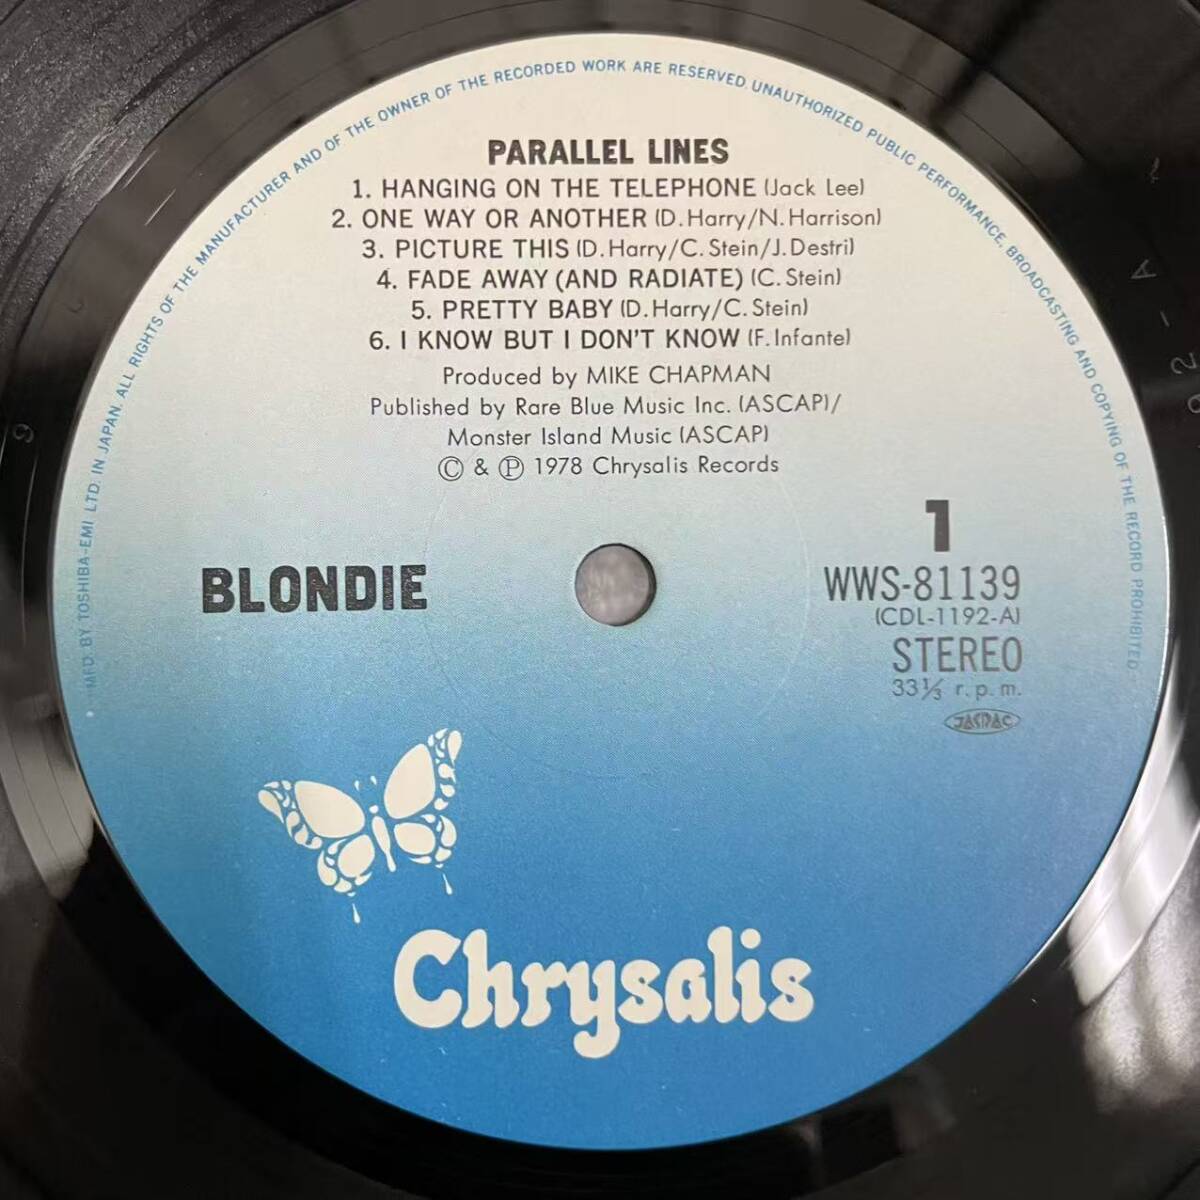 MFD. BY TOSHIBA-EMI LTD. IN JAPAN. ALL RIGHTS OF THE MANUFACTURER AND OF THE OWNER OF THE RECORDED WORK ARE RESERVED. UNAUTHORIZED PUBLIC PERFORMANCE, BROADCASTING AND COPYING OF THE RECORD PROHIBITED.
PARALLEL LINES
1. HANGING ON THE TELEPHONE (Jack Lee)
2. ONE WAY OR ANOTHER (D. Harry/N. Harrison)
3. PICTURE THIS (D. Harry/C. Stein/J. Destri)
4. FADE AWAY (AND RADIATE) (C. Stein)
5. PRETTY BABY (D. Harry/C. Stein)
6. I KNOW BUT I DON'T KNOW (F. Infante)
Produced by MIKE CHAPMAN
Published by Rare Blue Music Inc. (ASCAP)/
Monster Island Music (ASCAP)
© & ℗ 1978 Chrysalis Records
1
BLONDIE
WWS-81139
(CDL-1192-A)
STEREO
33⅓ r.p.m.
JASRAC
Chrysalis